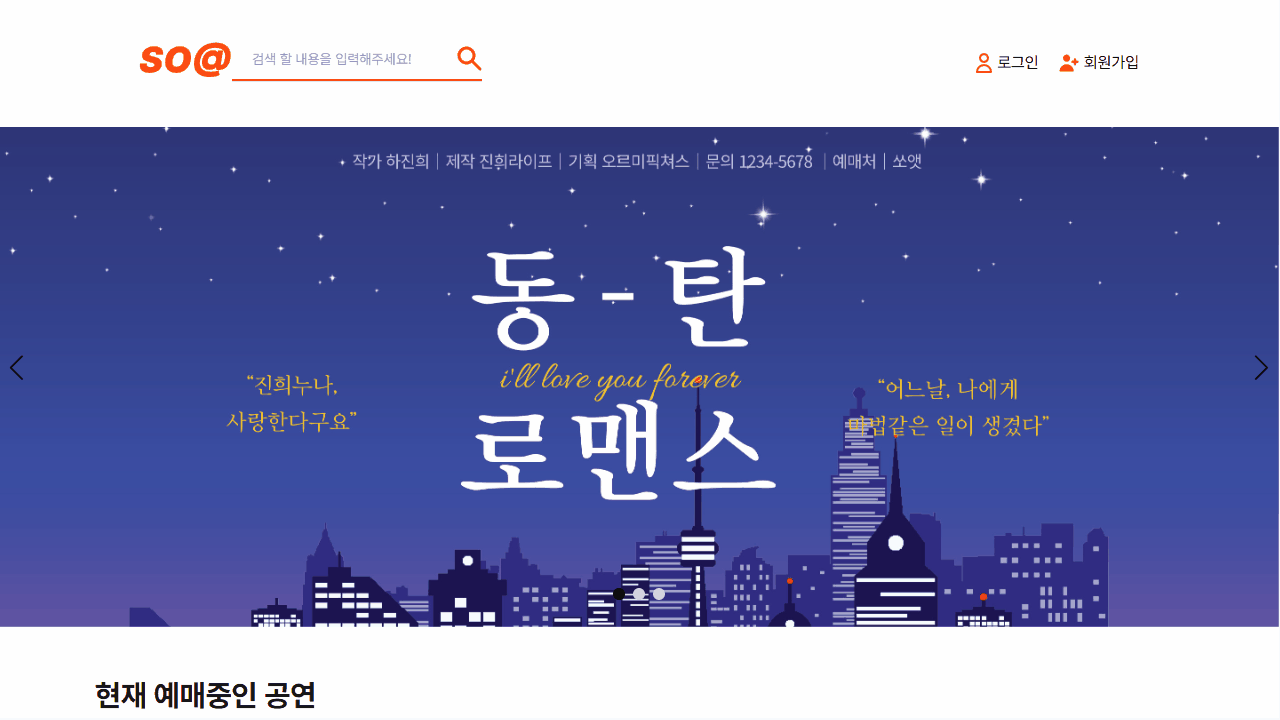 so@
검색 할 내용을 입력해주세요!
로그인
회원가입
작가 하진희 | 제작 진희라이프 | 기획 오르미픽쳐스 | 문의 1234-5678 | 예매처 | 쏘앳
동 - 탄
i'll love you forever
로맨스
“진희누나,
사랑한다구요”
“어느날, 나에게
마법같은 일이 생겼다”
현재 예매중인 공연